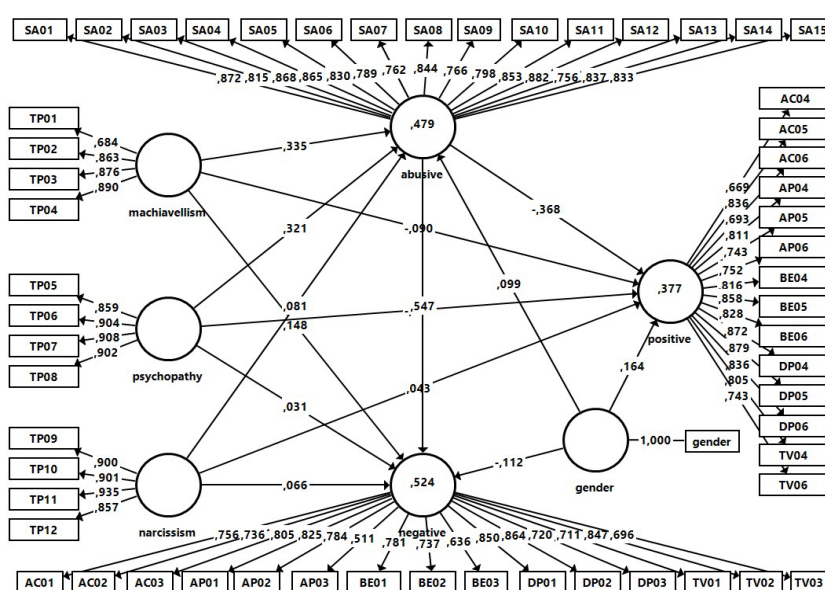 SA01 SA02 SA03 SA04 SA05 SA06 SA07 SA08 SA09 SA10 SA11 SA12 SA13 SA14 SA15
,872 ,815 ,868 ,865 ,830 ,789 ,762 ,844 ,766 ,798 ,853 ,882 ,756 ,837 ,833
,479
abusive
TP01
TP02
TP03
TP04
,684
,863
,876
,890
machiavellism
TP05
TP06
TP07
TP08
,859
,904
,908
,902
psychopathy
TP09
TP10
TP11
TP12
,900
,901
,935
,857
narcissism
,335
,321
,081
,148
,031
,066
-,090
,043
-,368
,099
,164
-,112
,377
positive
gender
1,000
gender
,669
,836
,693
,811
,743
,752
,816
,858
,828
,872
,879
,836
,805
,743
AC04
AC05
AC06
AP04
AP05
AP06
BE04
BE05
BE06
DP04
DP05
DP06
TV04
TV06
,524
negative
,756 ,736 ,805 ,825 ,784 ,511 ,781 ,737 ,636 ,850 ,864 ,720 ,711 ,847 ,696
AC01 AC02 AC03 AP01 AP02 AP03 BE01 BE02 BE03 DP01 DP02 DP03 TV01 TV02 TV03